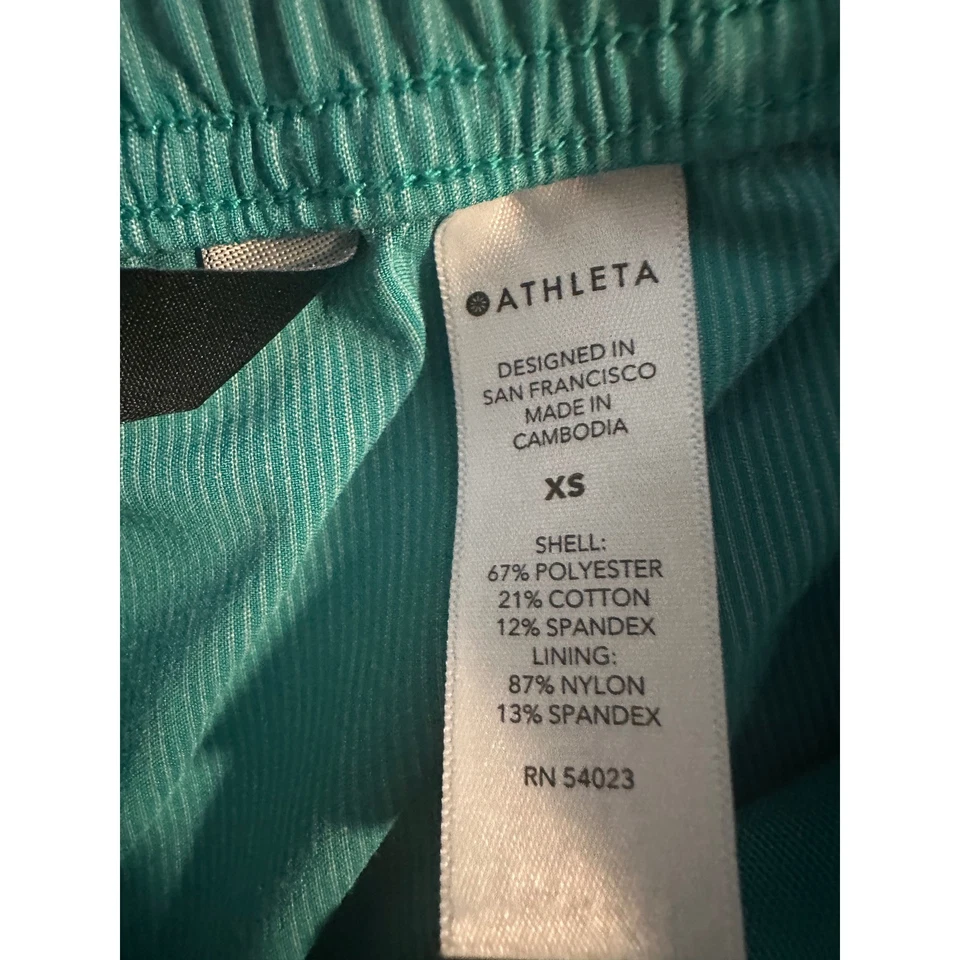 ATHLETA
DESIGNED IN
SAN FRANCISCO
MADE IN
CAMBODIA
XS
SHELL:
67% POLYESTER
21% COTTON
12% SPANDEX
LINING:
87% NYLON
13% SPANDEX
RN 54023